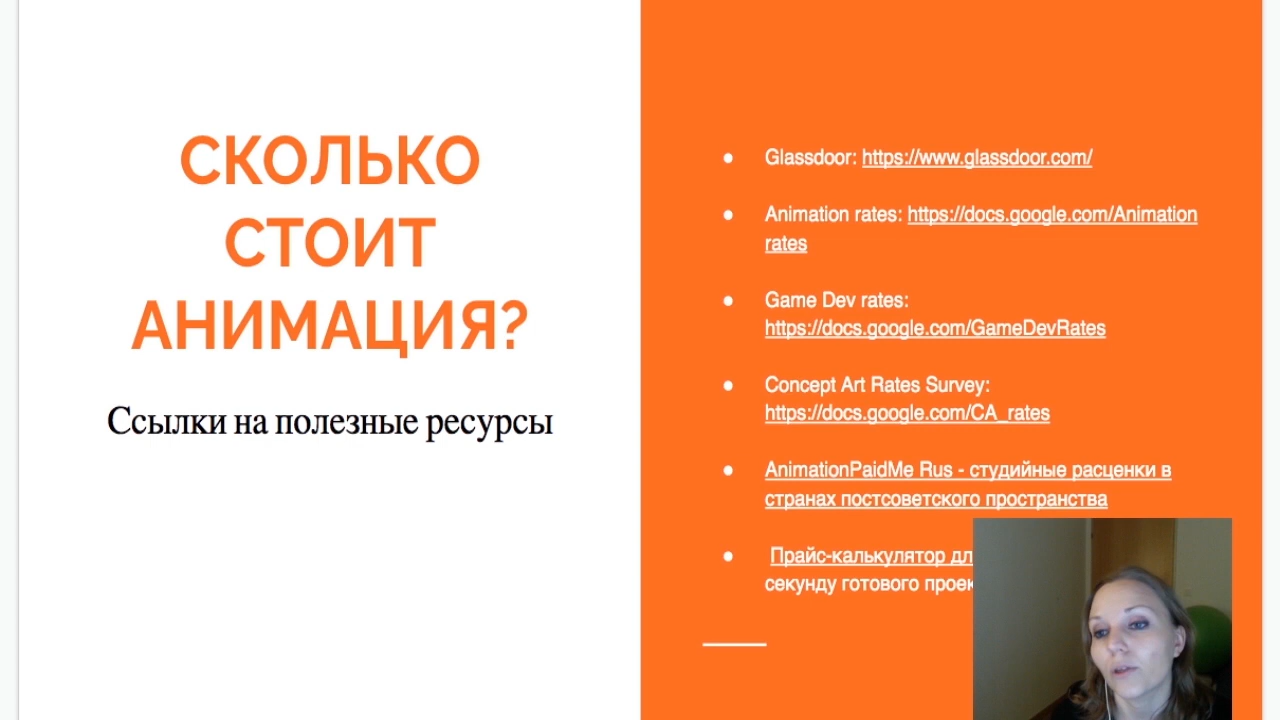 СКОЛЬКО
СТОИТ
АНИМАЦИЯ?
Ссылки на полезные ресурсы
● Glassdoor: https://www.glassdoor.com/
● Animation rates: https://docs.google.com/Animation
rates
● Game Dev rates:
https://docs.google.com/GameDevRates
● Concept Art Rates Survey:
https://docs.google.com/CA_rates
● AnimationPaidMe Rus - студийные расценки в
странах постсоветского пространства
● Прайс-калькулятор
секунду готового